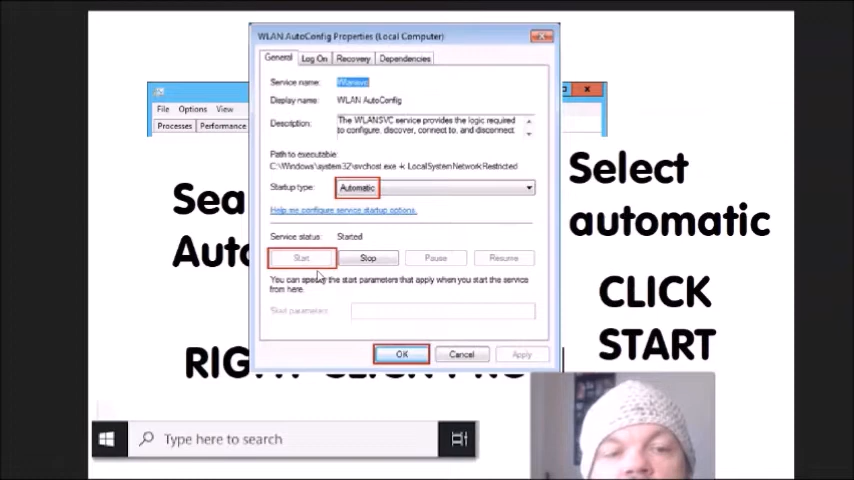 WLAN AutoConfig Properties (Local Computer)
General Log On Recovery Dependencies
Service name: Wlansvc
Display name: WLAN AutoConfig
Description: The WLANSVC service provides the logic required
to configure, discover, connect to, and disconnect
Path to executable:
C:\Windows\system32\svchost.exe -k LocalSystemNetworkRestricted
Startup type: Automatic
Help me configure service startup options.
Service status: Started
Start Stop Pause Resume
You can specify the start parameters that apply when you start the service
from here.
Start parameters:
OK Cancel Apply
File Options View
Processes Performance
Select
automatic
CLICK
START
RIGHT CLICK
Type here to search